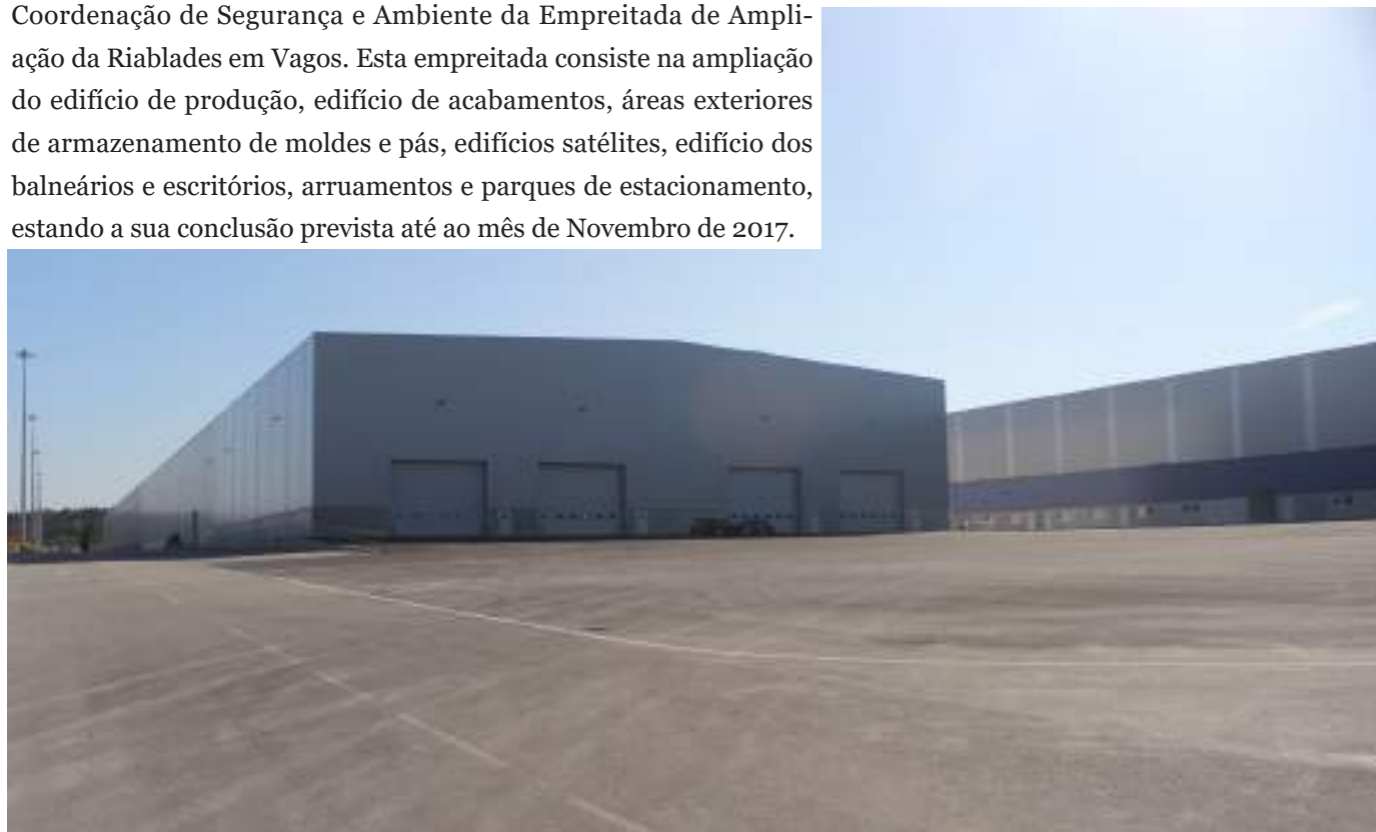 Coordenação de Segurança e Ambiente da Empreitada de Ampli-
ação da Riablades em Vagos. Esta empreitada consiste na ampliação
do edifício de produção, edifício de acabamentos, áreas exteriores
de armazenamento de moldes e pás, edifícios satélites, edifício dos
balneários e escritórios, arruamentos e parques de estacionamento,
estando a sua conclusão prevista até ao mês de Novembro de 2017.